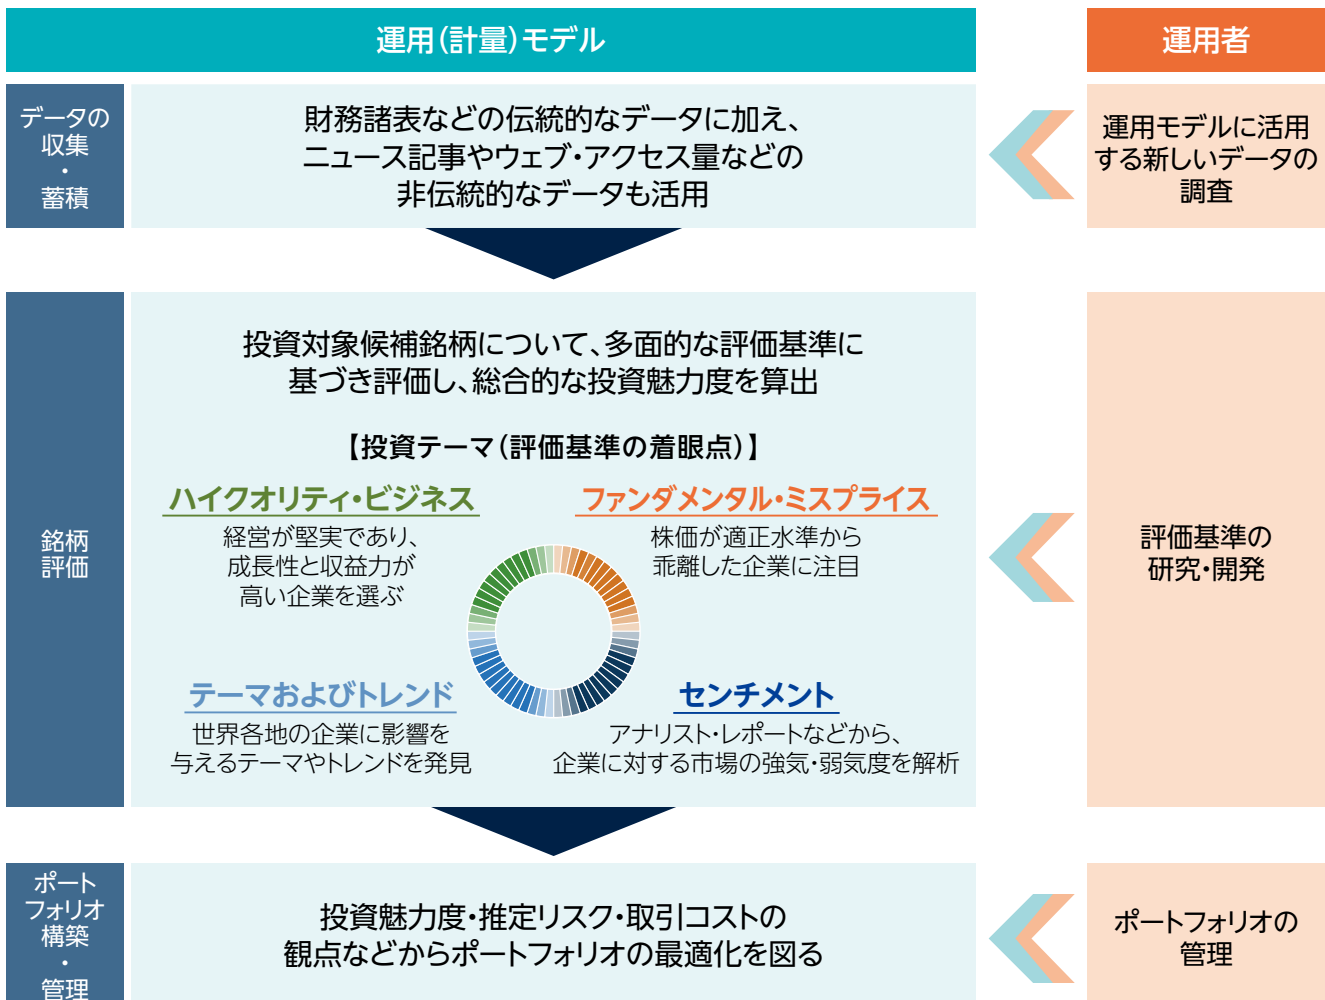 運用(計量)モデル
運用者
データの
収集
・
蓄積
財務諸表などの伝統的なデータに加え、
ニュース記事やウェブ・アクセス量などの
非伝統的なデータも活用
運用モデルに活用
する新しいデータの
調査
銘柄
評価
投資対象候補銘柄について、多面的な評価基準に
基づき評価し、総合的な投資魅力度を算出
【投資テーマ(評価基準の着眼点)】
ハイクオリティ・ビジネス
経営が堅実であり、
成長性と収益力が
高い企業を選ぶ
ファンダメンタル・ミスプライス
株価が適正水準から
乖離した企業に注目
テーマおよびトレンド
世界各地の企業に影響を
与えるテーマやトレンドを発見
センチメント
アナリスト・レポートなどから、
企業に対する市場の強気・弱気度を解析
評価基準の
研究・開発
ポート
フォリオ
構築
・
管理
投資魅力度・推定リスク・取引コストの
観点などからポートフォリオの最適化を図る
ポートフォリオの
管理